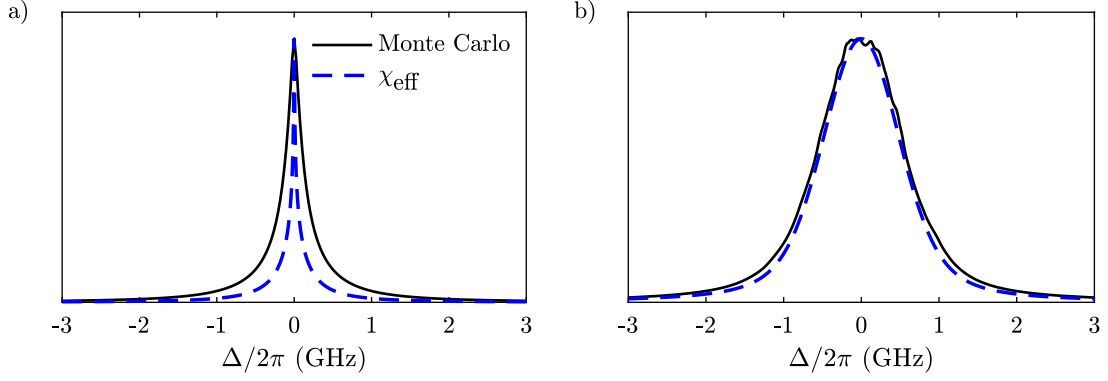 a)
Monte Carlo
χeff
-3 -2 -1 0 1 2 3
Δ/2π (GHz)
b)
-3 -2 -1 0 1 2 3
Δ/2π (GHz)